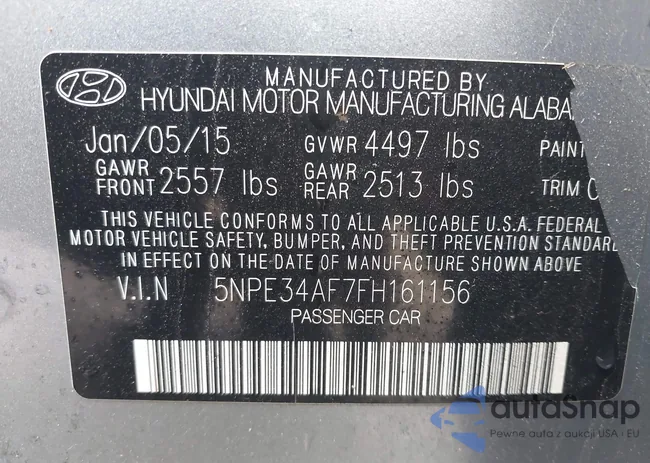 MANUFACTURED BY
HYUNDAI MOTOR MANUFACTURING ALABA
Jan/05/15 GVWR 4497 lbs PAINT
GAWR FRONT 2557 lbs GAWR REAR 2513 lbs TRIM C
THIS VEHICLE CONFORMS TO ALL APPLICABLE U.S.A. FEDERAL
MOTOR VEHICLE SAFETY, BUMPER, AND THEFT PREVENTION STANDARD
IN EFFECT ON THE DATE OF MANUFACTURE SHOWN ABOVE
V.I.N 5NPE34AF7FH161156
PASSENGER CAR
autoSnap
Pewne auta z aukcji USA i EU